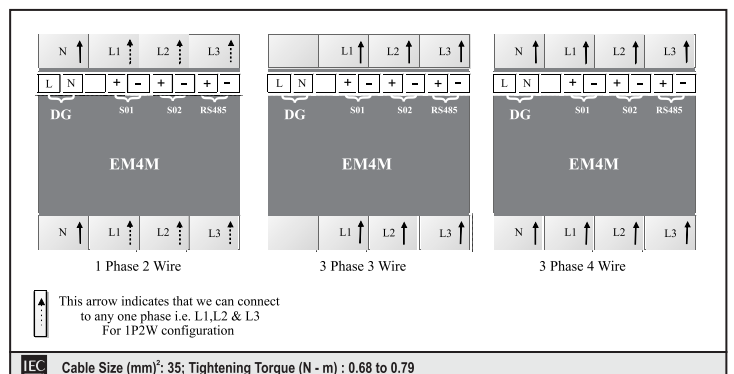 N L1 L2 L3 L1 L2 L3 N L1 L2 L3
L N + - + - + - L N + - + - + - L N + - + - + -
DG S01 S02 RS485 DG S01 S02 RS485 DG S01 S02 RS485
EM4M EM4M EM4M
N L1 L2 L3 L1 L2 L3 N L1 L2 L3
1 Phase 2 Wire 3 Phase 3 Wire 3 Phase 4 Wire
This arrow indicates that we can connect
to any one phase i.e. L1,L2 & L3
For 1P2W configuration
IEC Cable Size (mm)²: 35; Tightening Torque (N - m) : 0.68 to 0.79